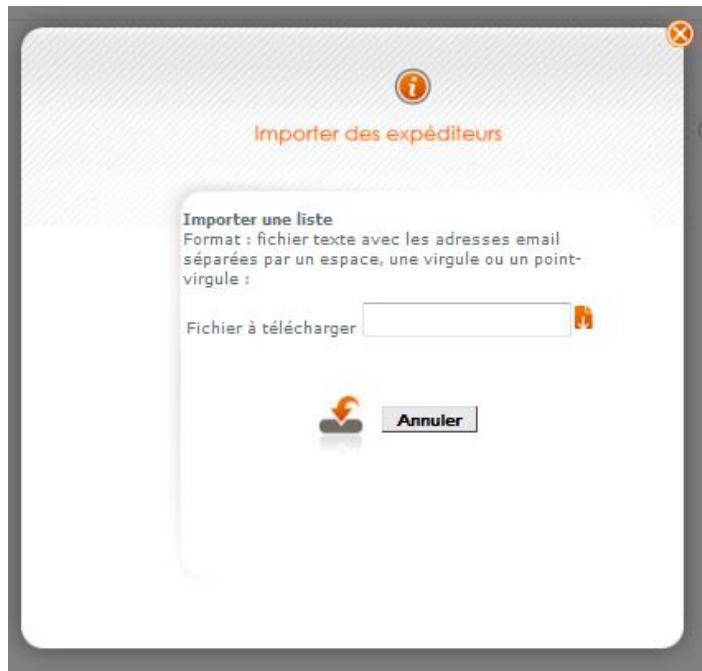 Importer des expéditeurs
Importer une liste
Format : fichier texte avec les adresses email
séparées par un espace, une virgule ou un point-
virgule :
Fichier à télécharger
Annuler